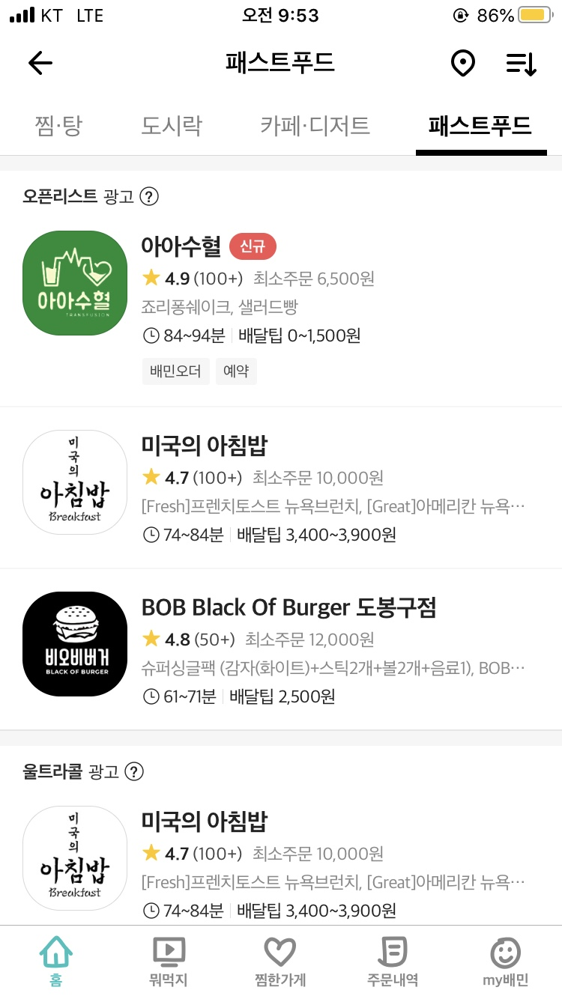 KT LTE 오전 9:53 86%
패스트푸드
찜·탕 도시락 카페·디저트 패스트푸드
오픈리스트 광고 ?
아아수혈
TRANSFUSION
아아수혈 신규
4.9 (100+) 최소주문 6,500원
죠리퐁쉐이크, 샐러드빵
84~94분 배달팁 0~1,500원
배민오더 예약
미국의
아침밥
Breakfast
미국의 아침밥
4.7 (100+) 최소주문 10,000원
[Fresh]프렌치토스트 뉴욕브런치, [Great]아메리칸 뉴욕…
74~84분 배달팁 3,400~3,900원
비오비버거
BLACK OF BURGER
BOB Black Of Burger 도봉구점
4.8 (50+) 최소주문 12,000원
슈퍼싱글팩 (감자(화이트)+스틱2개+볼2개+음료1), BOB…
61~71분 배달팁 2,500원
울트라콜 광고 ?
미국의
아침밥
Breakfast
미국의 아침밥
4.7 (100+) 최소주문 10,000원
[Fresh]프렌치토스트 뉴욕브런치, [Great]아메리칸 뉴욕…
74~84분 배달팁 3,400~3,900원
홈 뭐먹지 찜한가게 주문내역 my배민